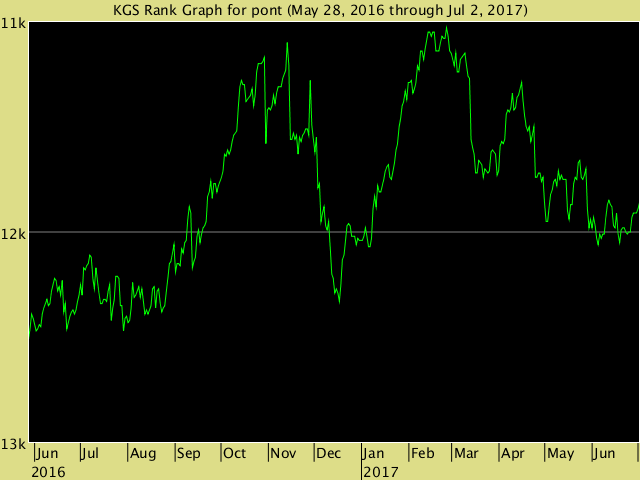 KGS Rank Graph for pont (May 28, 2016 through Jul 2, 2017)
11k
12k
13k
Jun Jul Aug Sep Oct Nov Dec Jan Feb Mar Apr May Jun
2016 2017